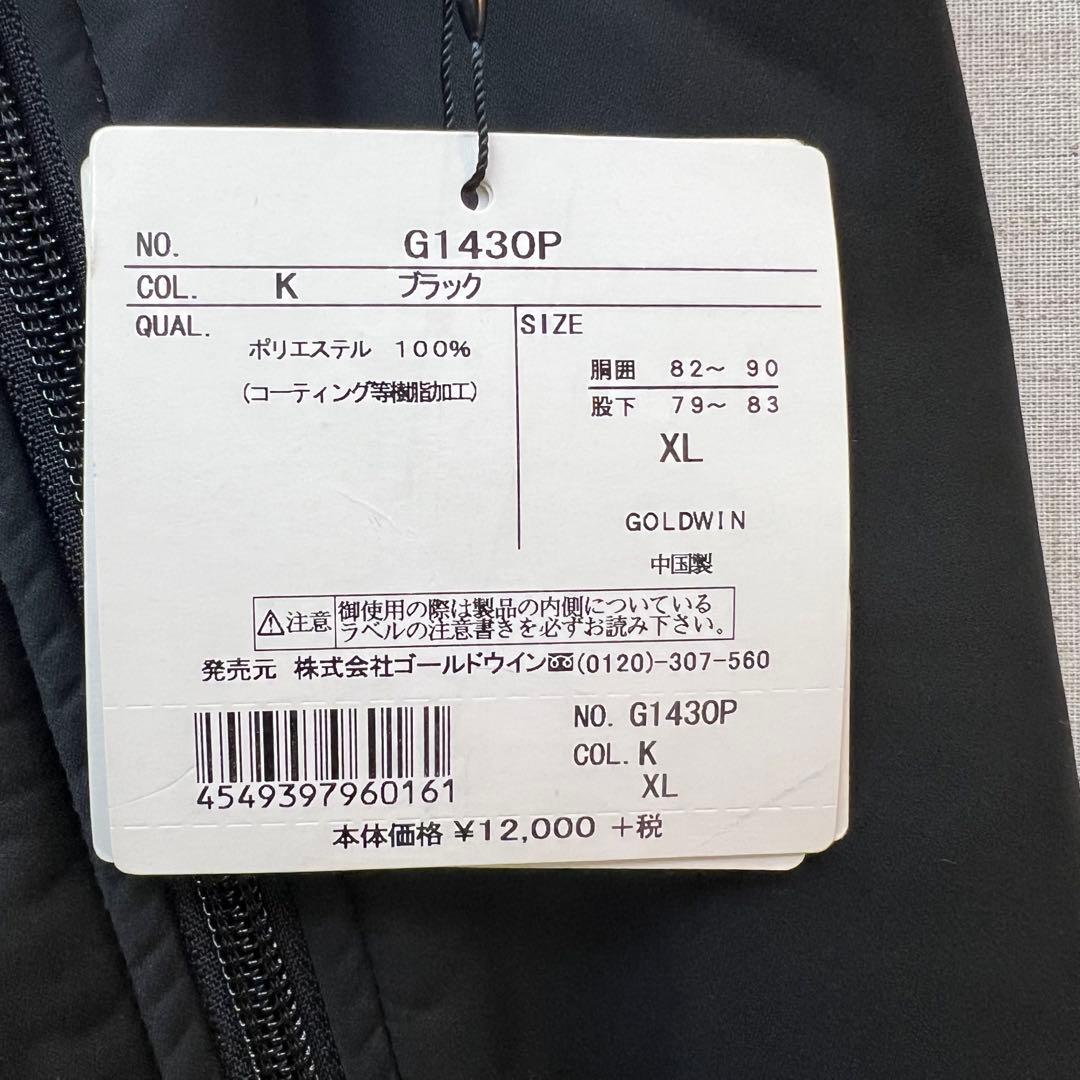 NO. G1430P
COL. K ブラック
QUAL.
ポリエステル 100%
(コーティング等樹脂加工)
SIZE
胴囲 82～ 90
股下 79～ 83
XL
GOLDWIN
中国製
注意
御使用の際は製品の内側についている
ラベルの注意書きを必ずお読み下さい。
発売元 株式会社ゴールドウイン (0120)-307-560
NO. G1430P
COL. K
XL
4549397960161
本体価格 ¥12,000 +税